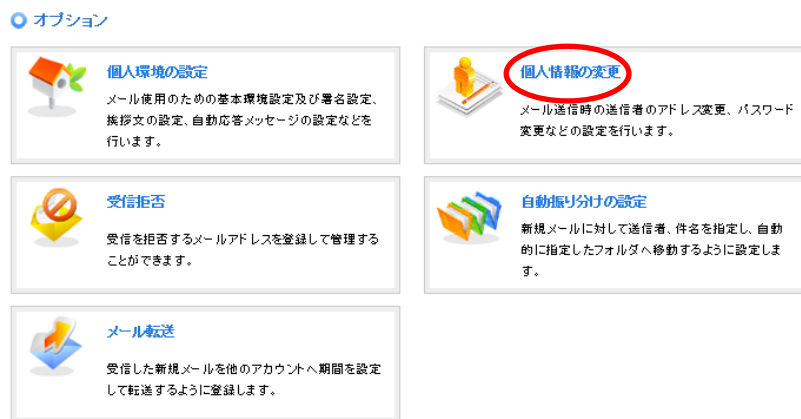 オプション
個人環境の設定
メール使用のための基本環境設定及び署名設定、
挨拶文の設定、自動応答メッセージの設定などを
行います。
個人情報の変更
メール送信時の送信者のアドレス変更、パスワード
変更などの設定を行います。
受信拒否
受信を拒否するメールアドレスを登録して管理する
ことができます。
自動振り分けの設定
新規メールに対して送信者、件名を指定し、自動
的に指定したフォルダへ移動するように設定しま
す。
メール転送
受信した新規メールを他のアカウントへ期間を設定
して転送するように登録します。